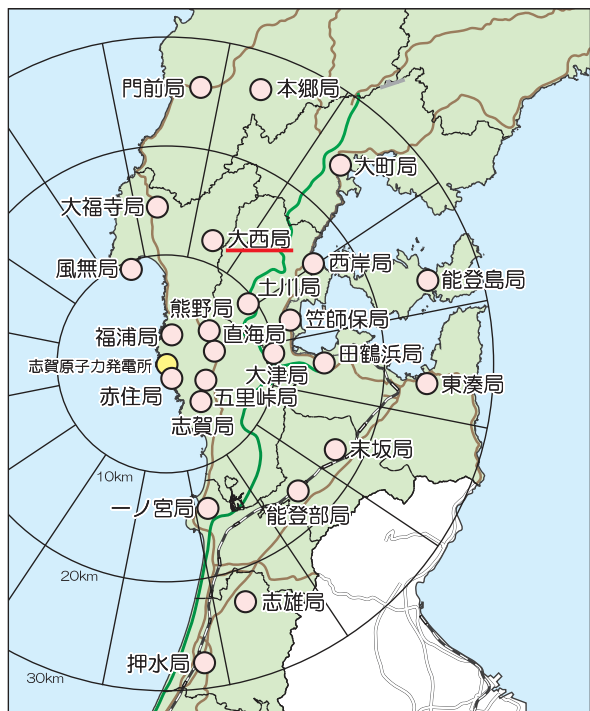 門前局
本郷局
大町局
大福寺局
大西局
西岸局
風無局
能登島局
土川局
熊野局
笠師保局
福浦局
直海局
志賀原子力発電所
田鶴浜局
大津局
東湊局
赤住局
五里峠局
志賀局
末坂局
10km
一ノ宮局
能登部局
20km
志雄局
押水局
30km